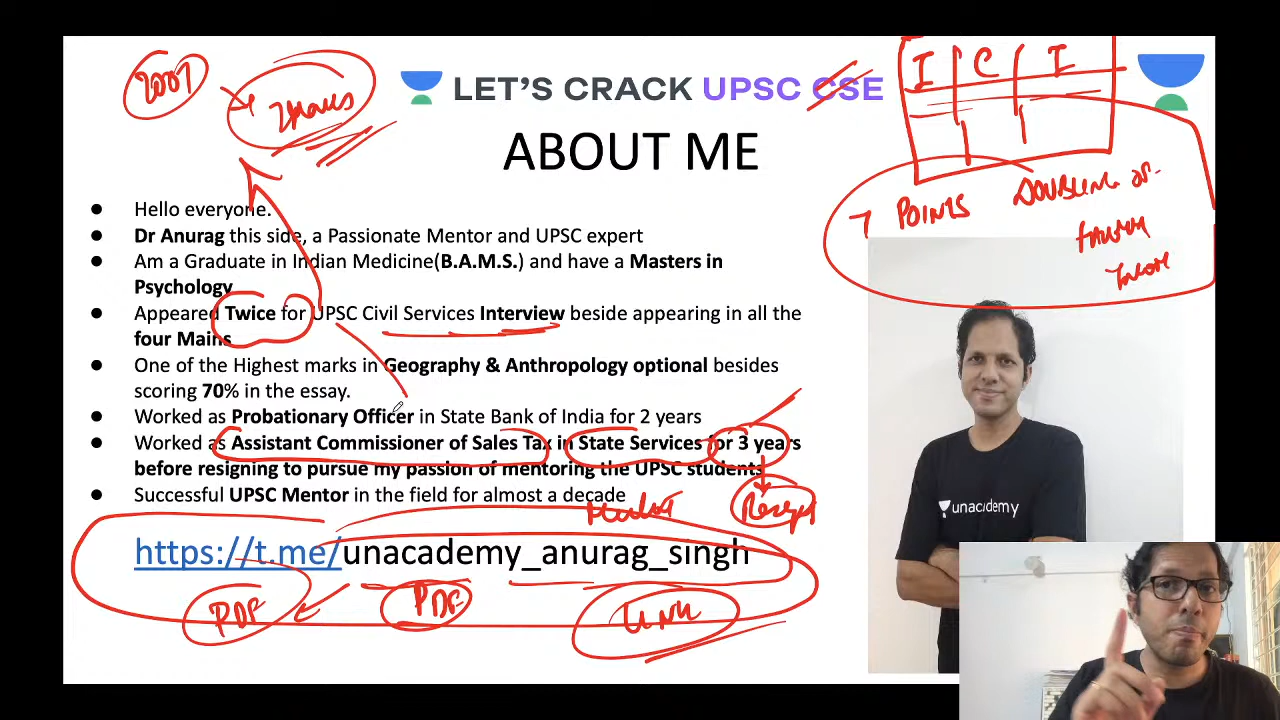 2007
2 Marks
LET'S CRACK UPSC CSE
I C I
ABOUT ME
7 POINTS DOUBLING OF
Hello everyone.
Dr Anurag this side, a Passionate Mentor and UPSC expert
Am a Graduate in Indian Medicine(B.A.M.S.) and have a Masters in
Psychology
Appeared Twice for UPSC Civil Services Interview beside appearing in all the
four Mains
One of the Highest marks in Geography & Anthropology optional besides
scoring 70% in the essay.
Worked as Probationary Officer in State Bank of India for 2 years
Worked as Assistant Commissioner of Sales Tax in State Services for 3 years
before resigning to pursue my passion of mentoring the UPSC students
Successful UPSC Mentor in the field for almost a decade
https://t.me/unacademy_anurag_singh
PDF PDF LINK
unacademy